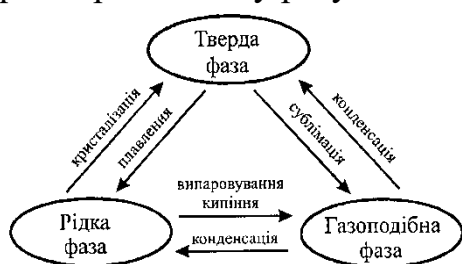 Тверда
фаза
кристалізація
плавлення
сублімація
конденсація
випаровування
кипіння
конденсація
Рідка
фаза
Газоподібна
фаза